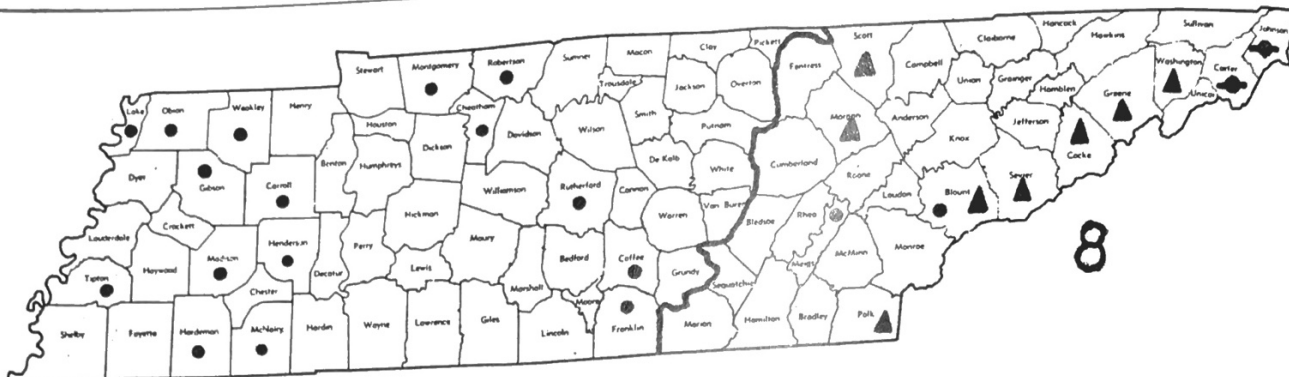 Stewart
Montgomery
Robertson
Sumner
Macon
Clay
Pickett
Fentress
Scott
Campbell
Claiborne
Hancock
Hawkins
Sullivan
Johnson
Lake
Obion
Weakley
Henry
Houston
Cheatham
Davidson
Wilson
Trousdale
Smith
Jackson
Overton
Putnam
Morgan
Anderson
Union
Grainger
Hamblen
Greene
Washington
Unicoi
Carter
Dyer
Gibson
Carroll
Benton
Humphreys
Dickson
Williamson
Rutherford
Cannon
De Kalb
White
Cumberland
Roane
Knox
Jefferson
Cocke
Sevier
Blount
Loudon
Lauderdale
Crockett
Haywood
Madison
Henderson
Decatur
Perry
Hickman
Lewis
Maury
Marshall
Bedford
Coffee
Warren
Van Buren
Bledsoe
Rhea
Meigs
McMinn
Monroe
Tipton
Chester
Shelby
Fayette
Hardeman
McNairy
Hardin
Wayne
Lawrence
Giles
Lincoln
Moore
Franklin
Grundy
Sequatchie
Marion
Hamilton
Bradley
Polk
8